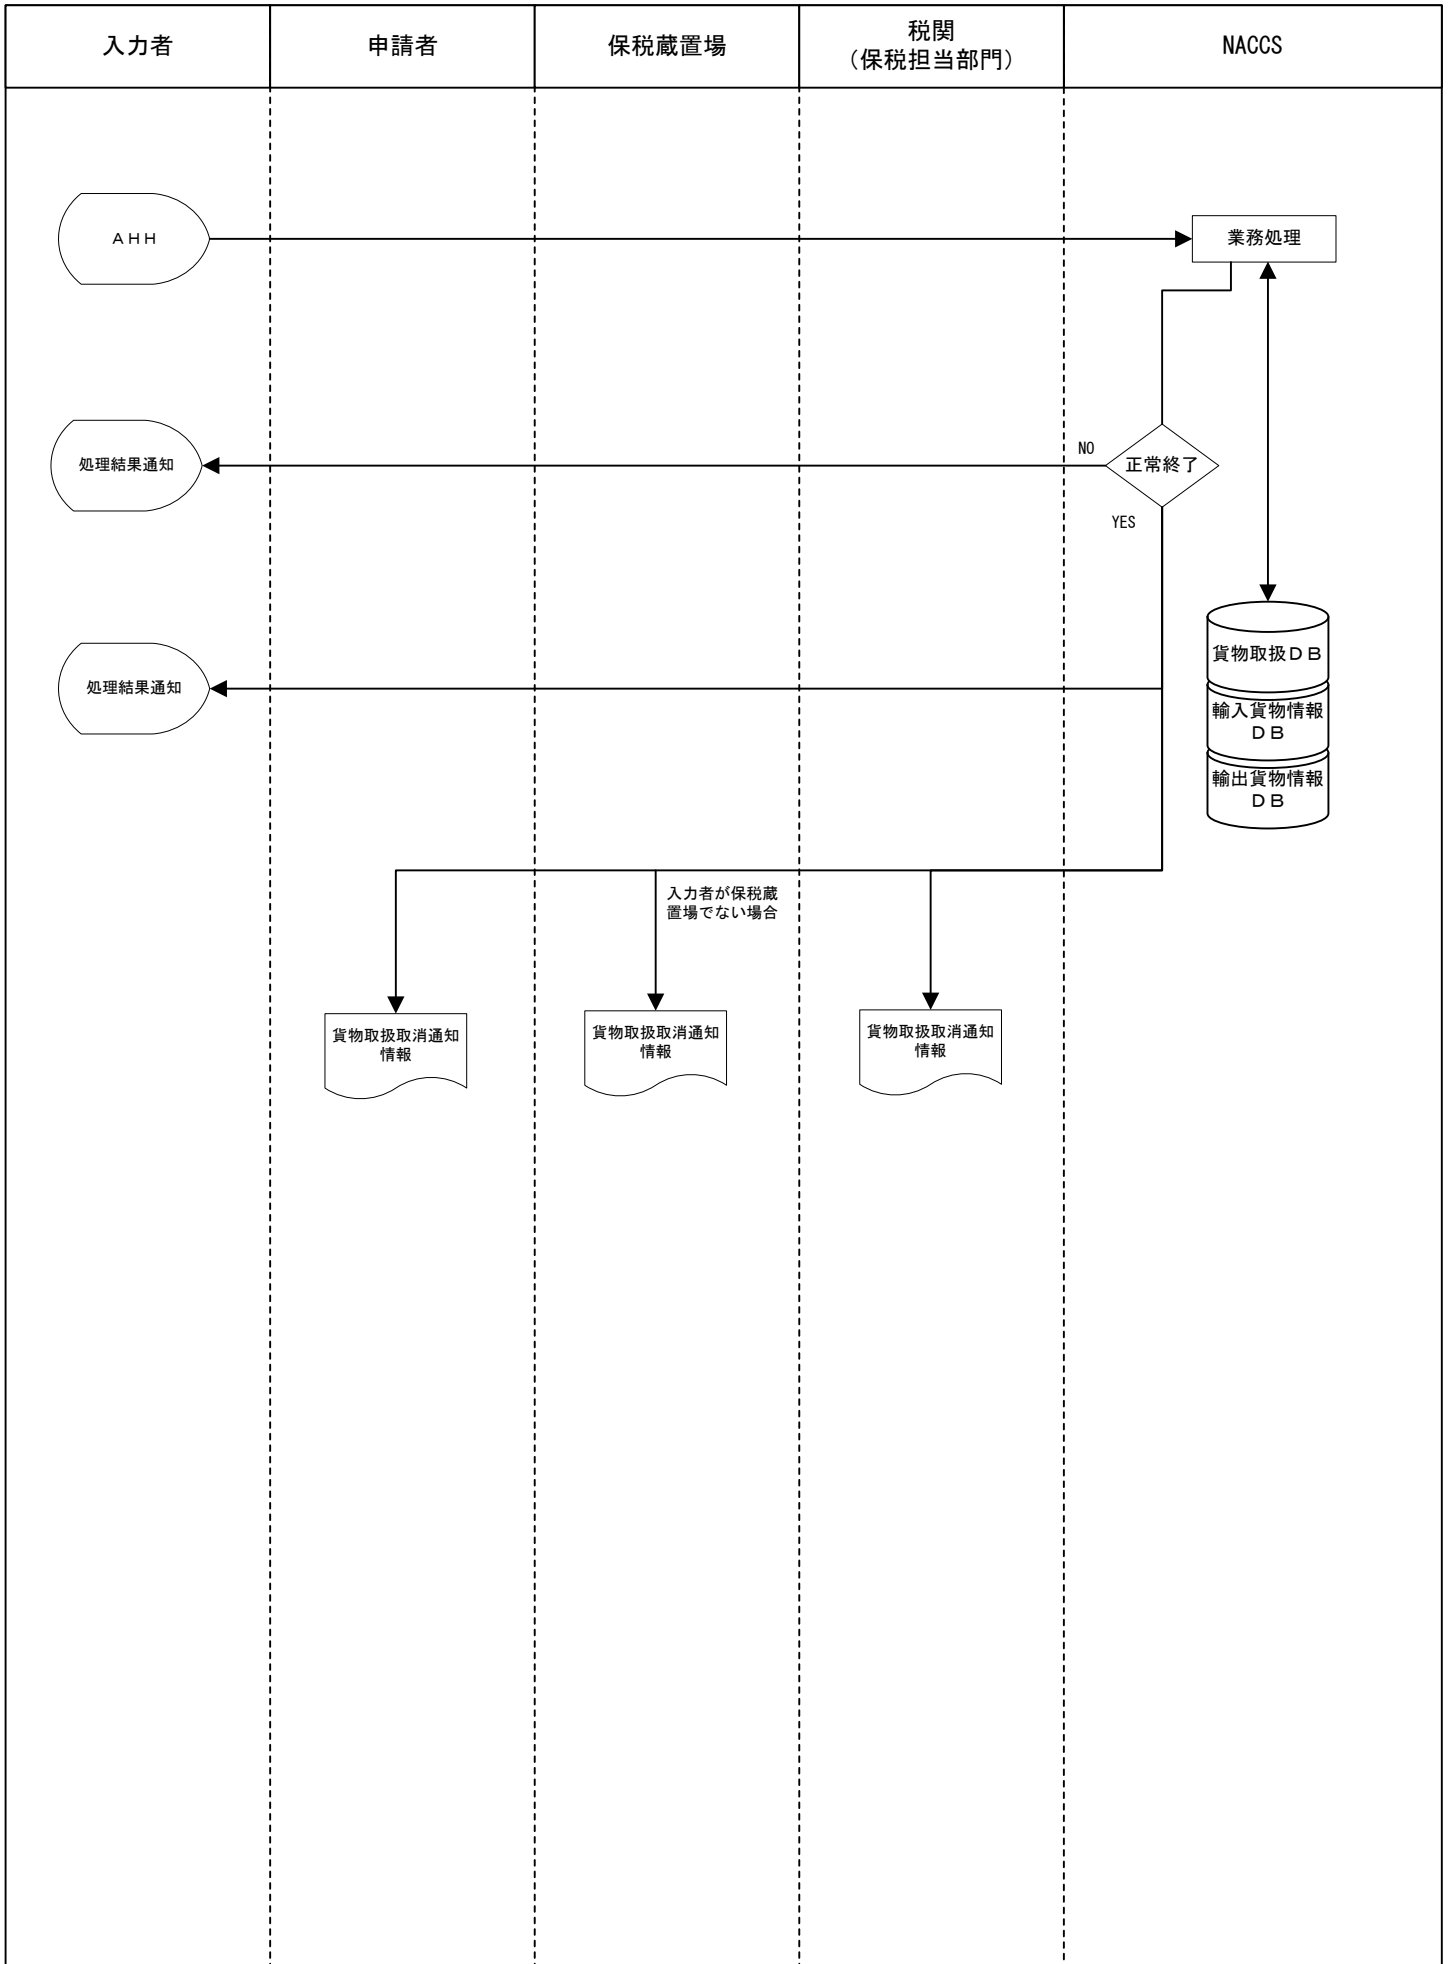 入力者
申請者
保税蔵置場
税関
（保税担当部門）
NACCS
ＡＨＨ
業務処理
処理結果通知
NO
正常終了
YES
処理結果通知
貨物取扱ＤＢ
輸入貨物情報
ＤＢ
輸出貨物情報
ＤＢ
入力者が保税蔵
置場でない場合
貨物取扱取消通知
情報
貨物取扱取消通知
情報
貨物取扱取消通知
情報